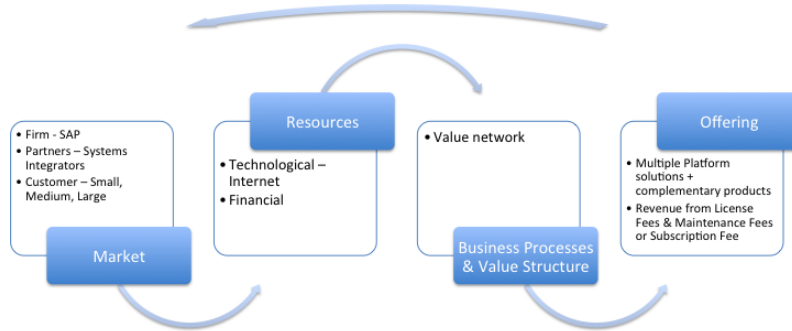 • Firm - SAP
• Partners – Systems
Integrators
• Customer – Small,
Medium, Large
Market
Resources
• Technological –
Internet
• Financial
• Value network
Business Processes
& Value Structure
Offering
• Multiple Platform
solutions +
complementary products
• Revenue from License
Fees & Maintenance Fees
or Subscription Fee